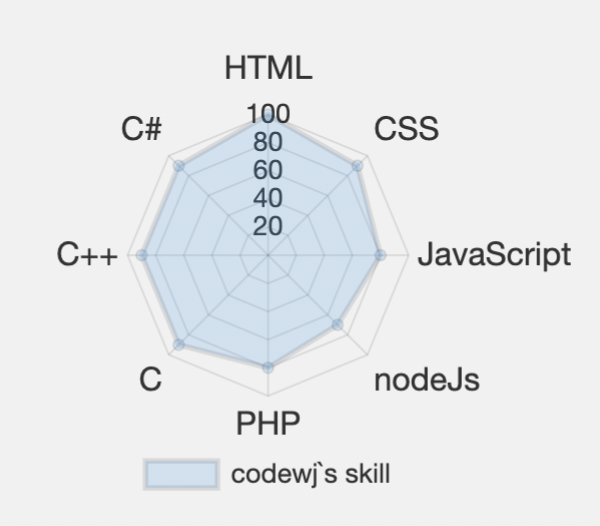 HTML
C#
100
CSS
80
60
40
20
C++
JavaScript
C
nodeJs
PHP
codewj`s skill